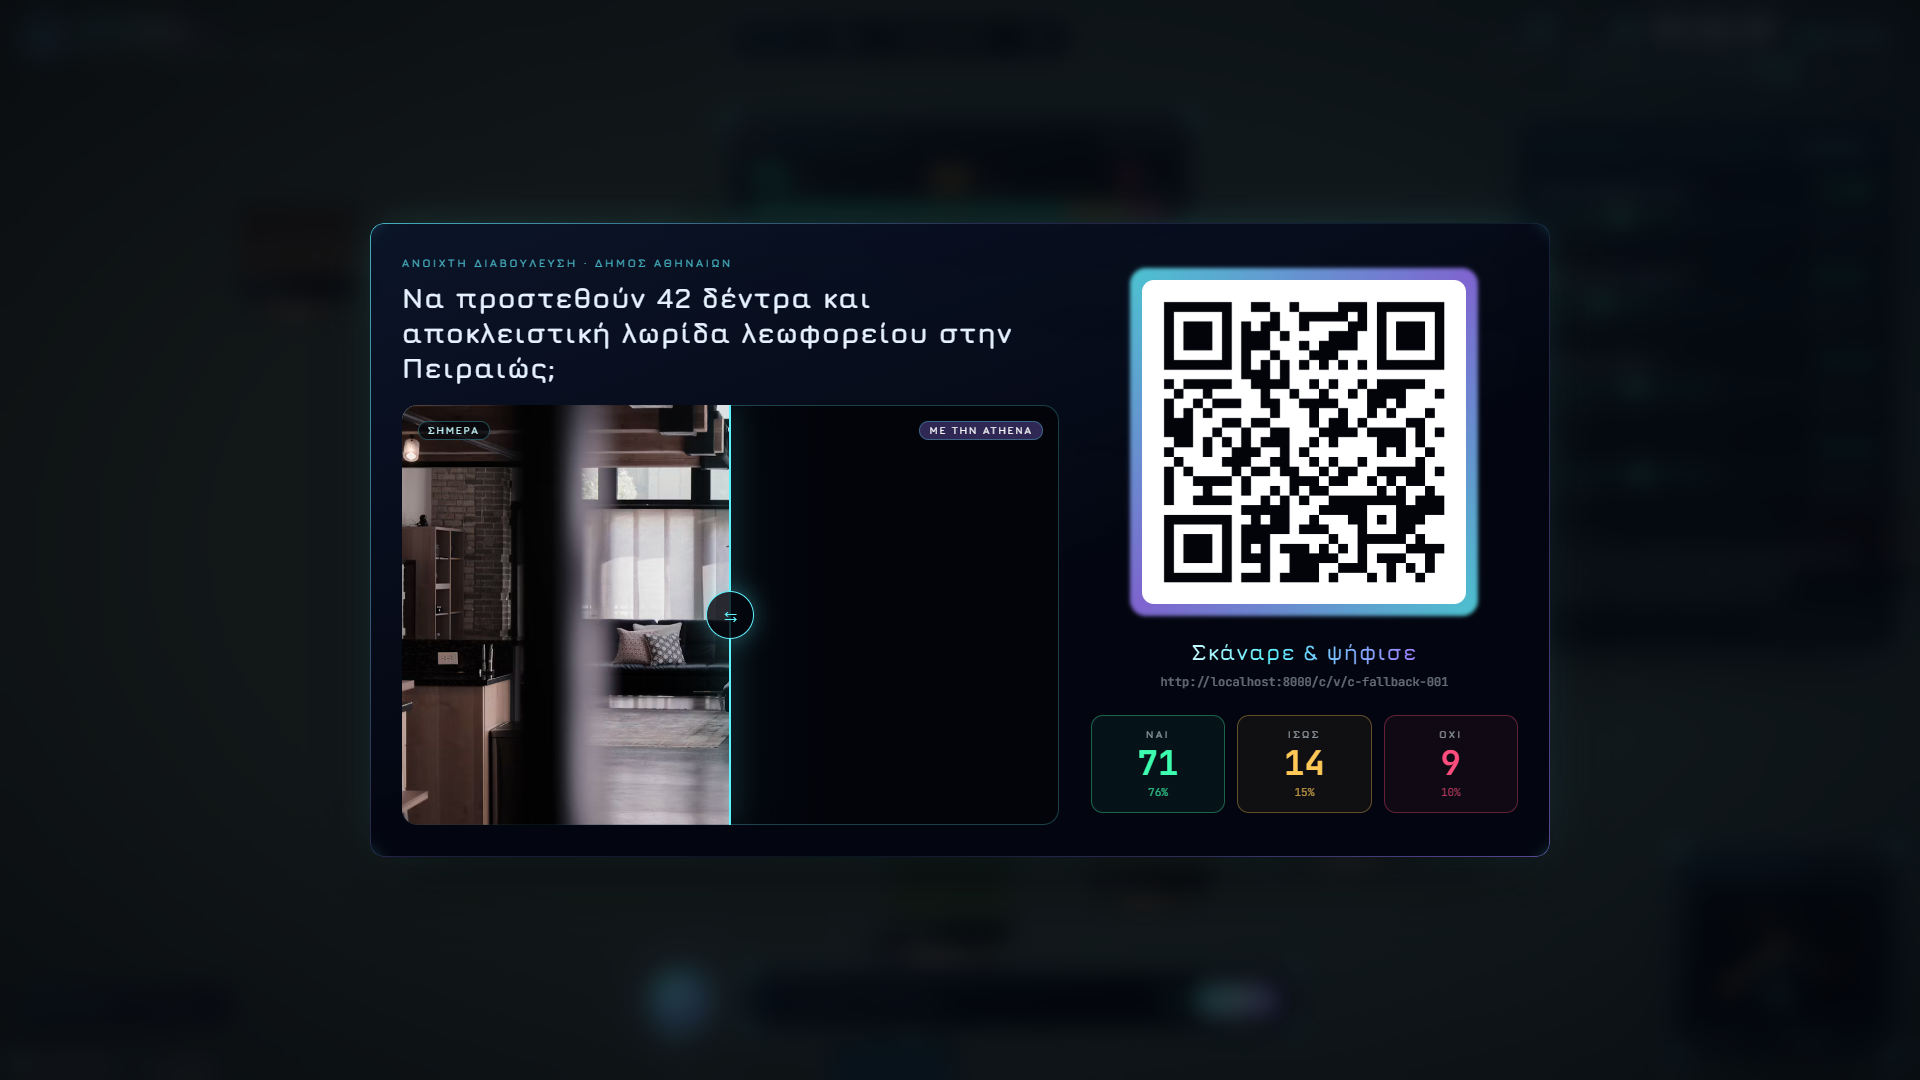 ΑΝΟΙΧΤΗ ΔΙΑΒΟΥΛΕΥΣΗ · ΔΗΜΟΣ ΑΘΗΝΑΙΩΝ
Να προστεθούν 42 δέντρα και
αποκλειστική λωρίδα λεωφορείου στην
Πειραιώς;
ΣΗΜΕΡΑ
ΜΕ ΤΗΝ ATHENA
Σκάναρε & ψήφισε
http://localhost:8000/c/v/c-fallback-001
ΝΑΙ
71
76%
ΙΣΩΣ
14
15%
ΟΧΙ
9
10%